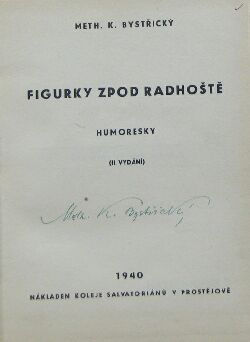 METH. K. BYSTŘICKÝ
FIGURKY ZPOD RADHOŠTĚ
HUMORESKY
(II VYDÁNÍ)
Meth. K. Bystřický
1940
NÁKLADEM KOLEJE SALVATORIÁNŮ V PROSTĚJOVĚ